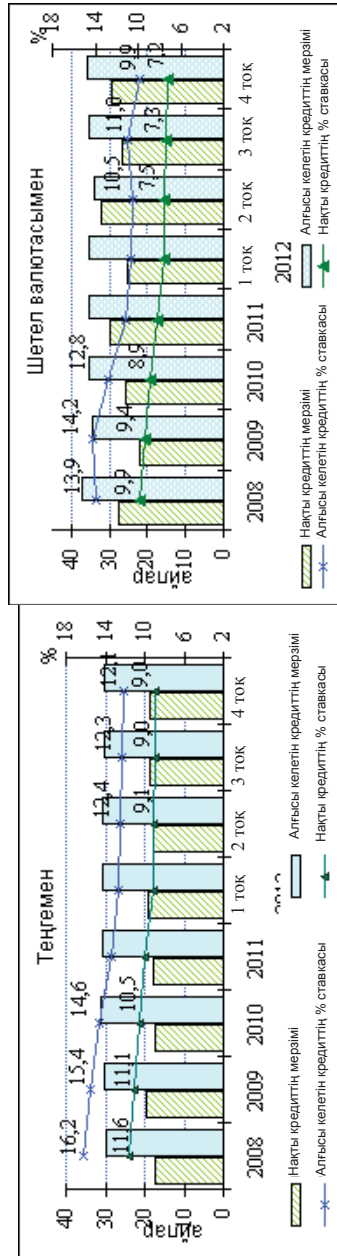 Теңгемен
айлар
%
40
30
20
10
0
18
14
10
6
2
16,2
15,4
14,6
12,4
12,3
12,1
11,6
11,1
10,5
9,1
9,0
9,0
2008
2009
2010
2011
1 тоқ
2 тоқ
3 тоқ
4 тоқ
Нақты кредиттің мерзімі
Алғысы келетін кредиттің мерзімі
Алғысы келетін кредиттің % ставкасы
Нақты кредиттің % ставкасы
Шетел валютасымен
айлар
%
40
30
20
10
0
18
14
10
6
2
13,9
14,2
12,8
10,5
11,0
9,9
9,9
9,4
8,9
7,5
7,3
7,2
2008
2009
2010
2011
1 тоқ
2 тоқ
3 тоқ
4 тоқ
2012
Нақты кредиттің мерзімі
Алғысы келетін кредиттің мерзімі
Алғысы келетін кредиттің % ставкасы
Нақты кредиттің % ставкасы